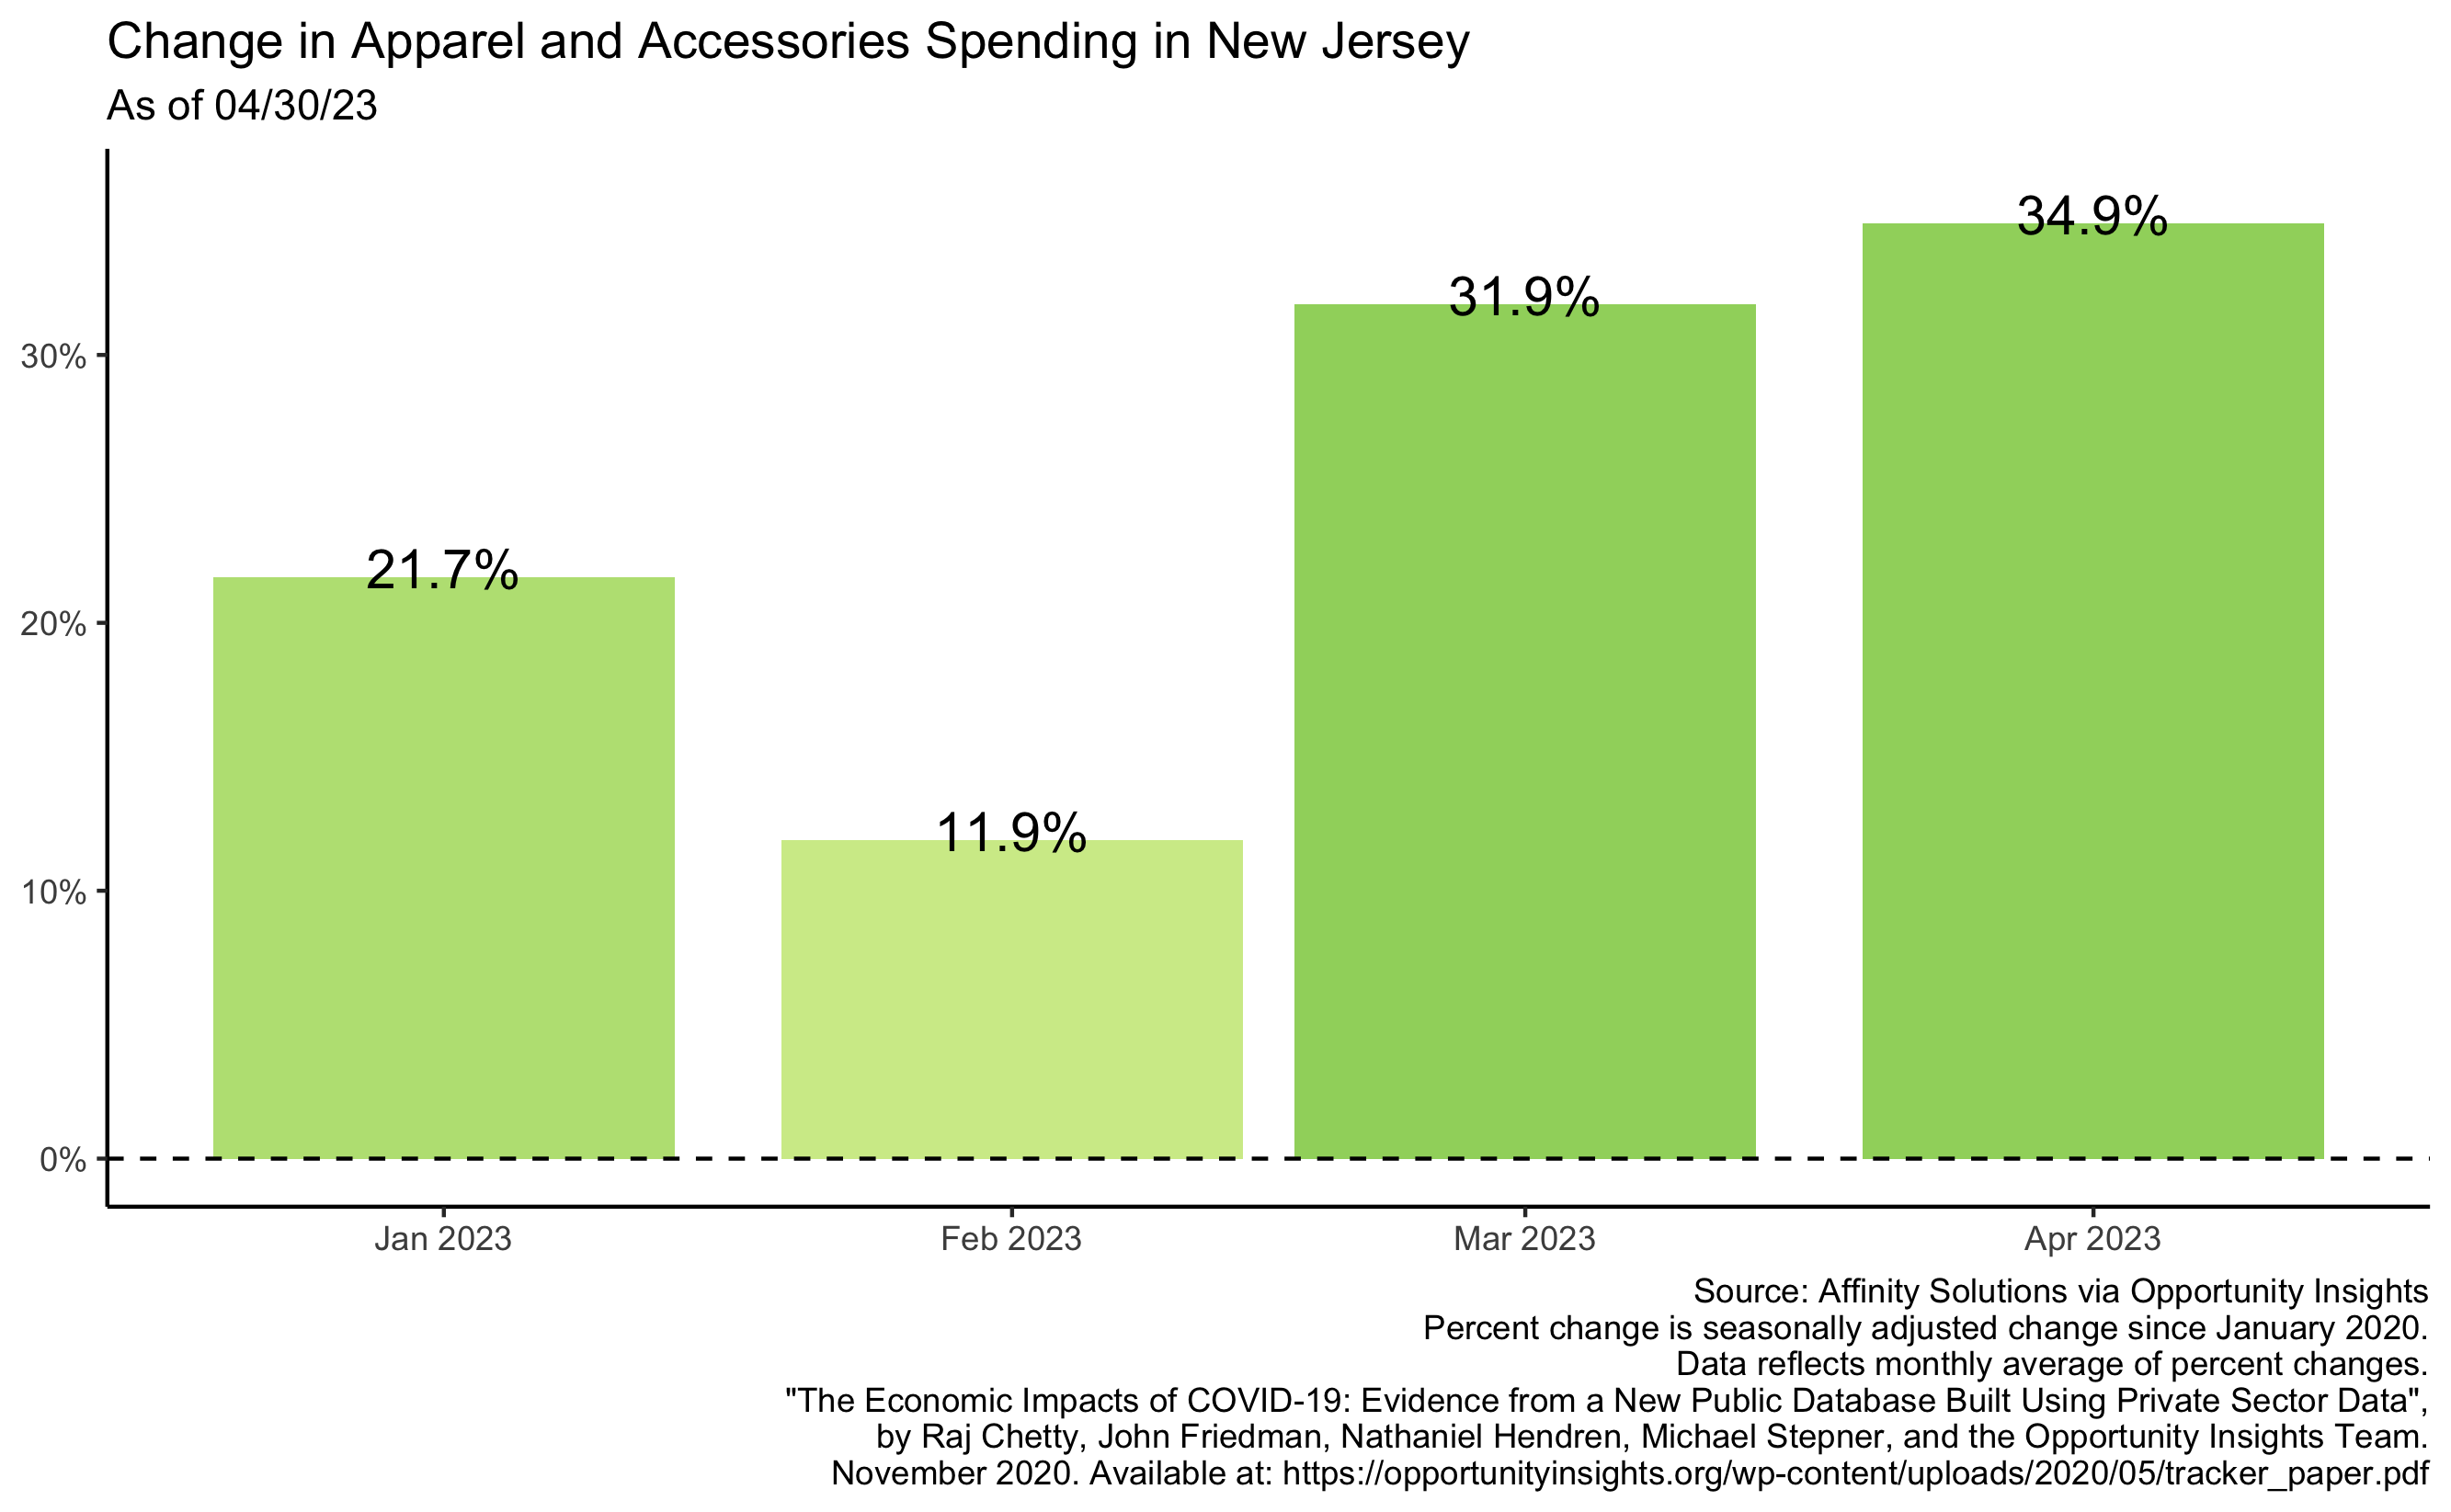 Change in Apparel and Accessories Spending in New Jersey
As of 04/30/23
34.9%
31.9%
30%
21.7%
20%
11.9%
10%
0%
Jan 2023 Feb 2023 Mar 2023 Apr 2023
Source: Affinity Solutions via Opportunity Insights
Percent change is seasonally adjusted change since January 2020.
Data reflects monthly average of percent changes.
"The Economic Impacts of COVID-19: Evidence from a New Public Database Built Using Private Sector Data",
by Raj Chetty, John Friedman, Nathaniel Hendren, Michael Stepner, and the Opportunity Insights Team.
November 2020. Available at: https://opportunityinsights.org/wp-content/uploads/2020/05/tracker_paper.pdf